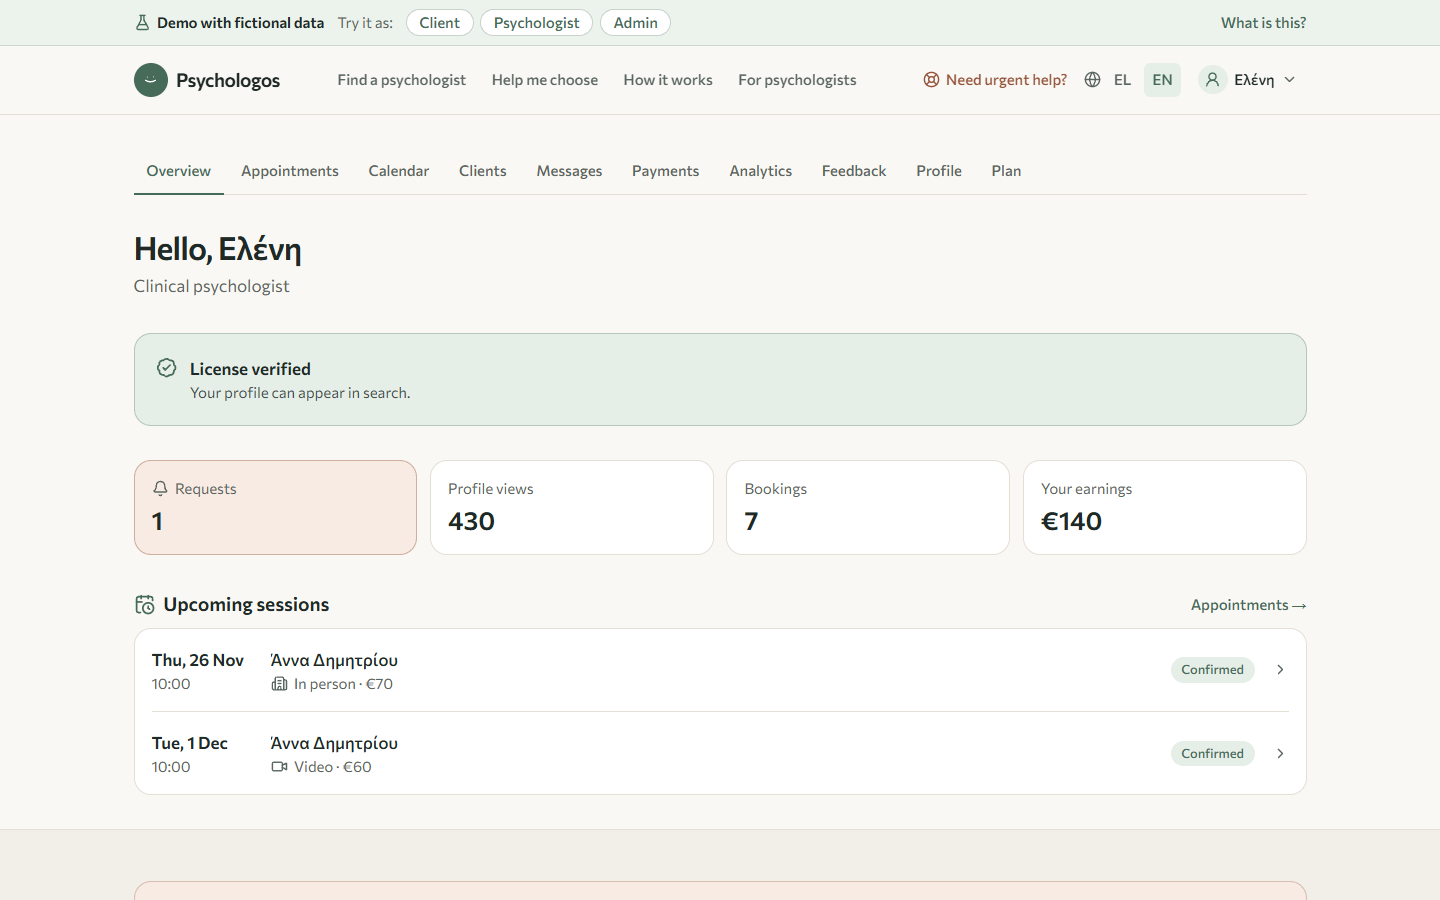 Demo with fictional data Try it as: Client Psychologist Admin What is this?
Psychologos Find a psychologist Help me choose How it works For psychologists Need urgent help? EL EN Ελένη
Overview Appointments Calendar Clients Messages Payments Analytics Feedback Profile Plan
Hello, Ελένη
Clinical psychologist
License verified
Your profile can appear in search.
Requests Profile views Bookings Your earnings
1 430 7 €140
Upcoming sessions Appointments →
Thu, 26 Nov Άννα Δημητρίου
10:00 In person · €70 Confirmed
Tue, 1 Dec Άννα Δημητρίου
10:00 Video · €60 Confirmed